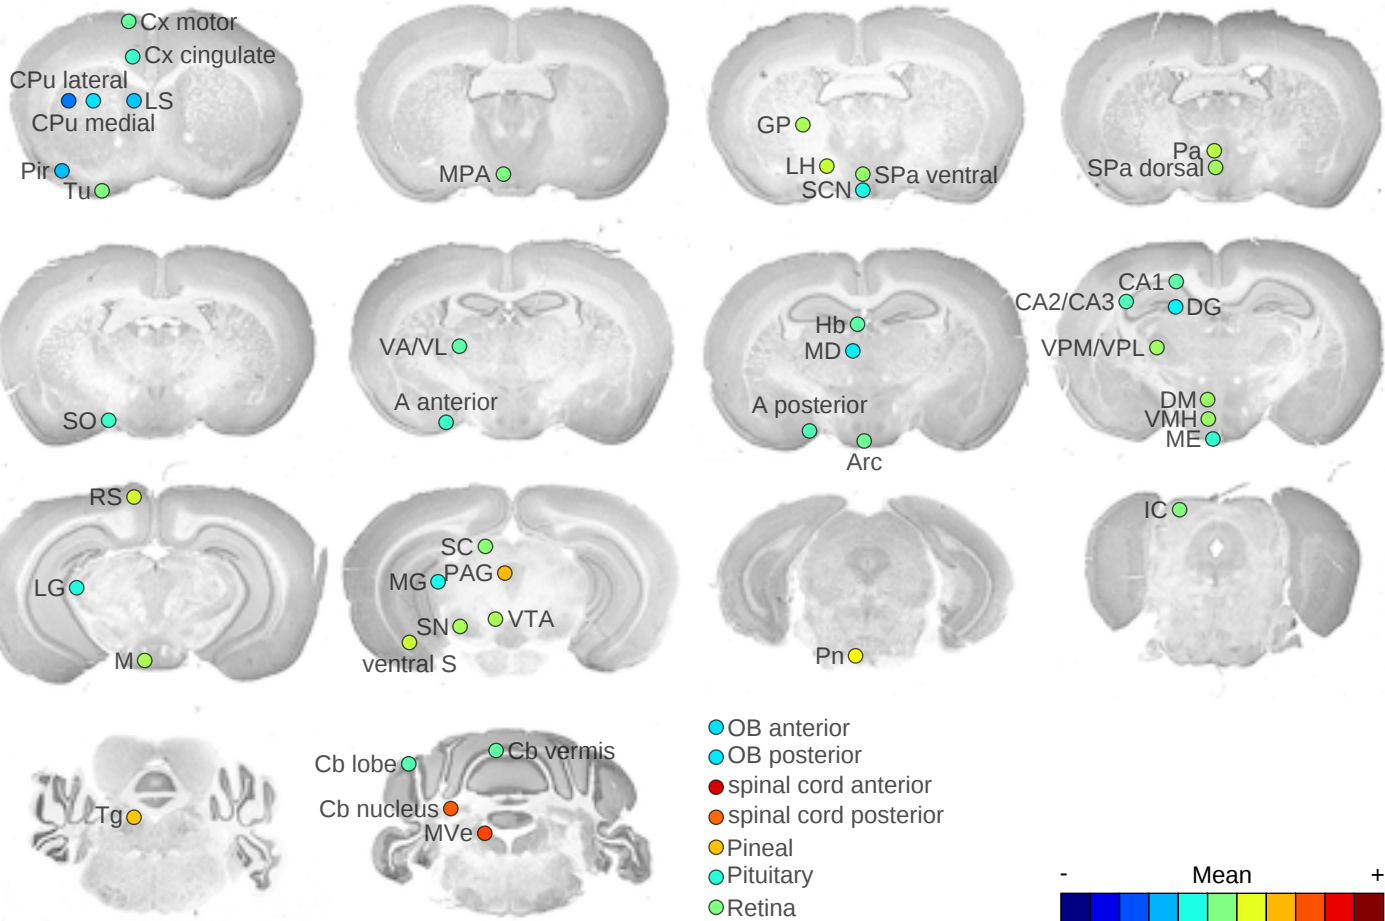 Cx motor
Cx cingulate
CPu lateral
LS
CPu medial
Pir
Tu
MPA
GP
LH
SPa ventral
SCN
Pa
SPa dorsal
SO
VA/VL
A anterior
Hb
MD
A posterior
Arc
CA1
CA2/CA3
DG
VPM/VPL
DM
VMH
ME
RS
LG
M
SC
PAG
MG
SN
VTA
ventral S
Pn
IC
Tg
Cb vermis
Cb lobe
Cb nucleus
MVe
OB anterior
OB posterior
spinal cord anterior
spinal cord posterior
Pineal
Pituitary
Retina
- Mean +